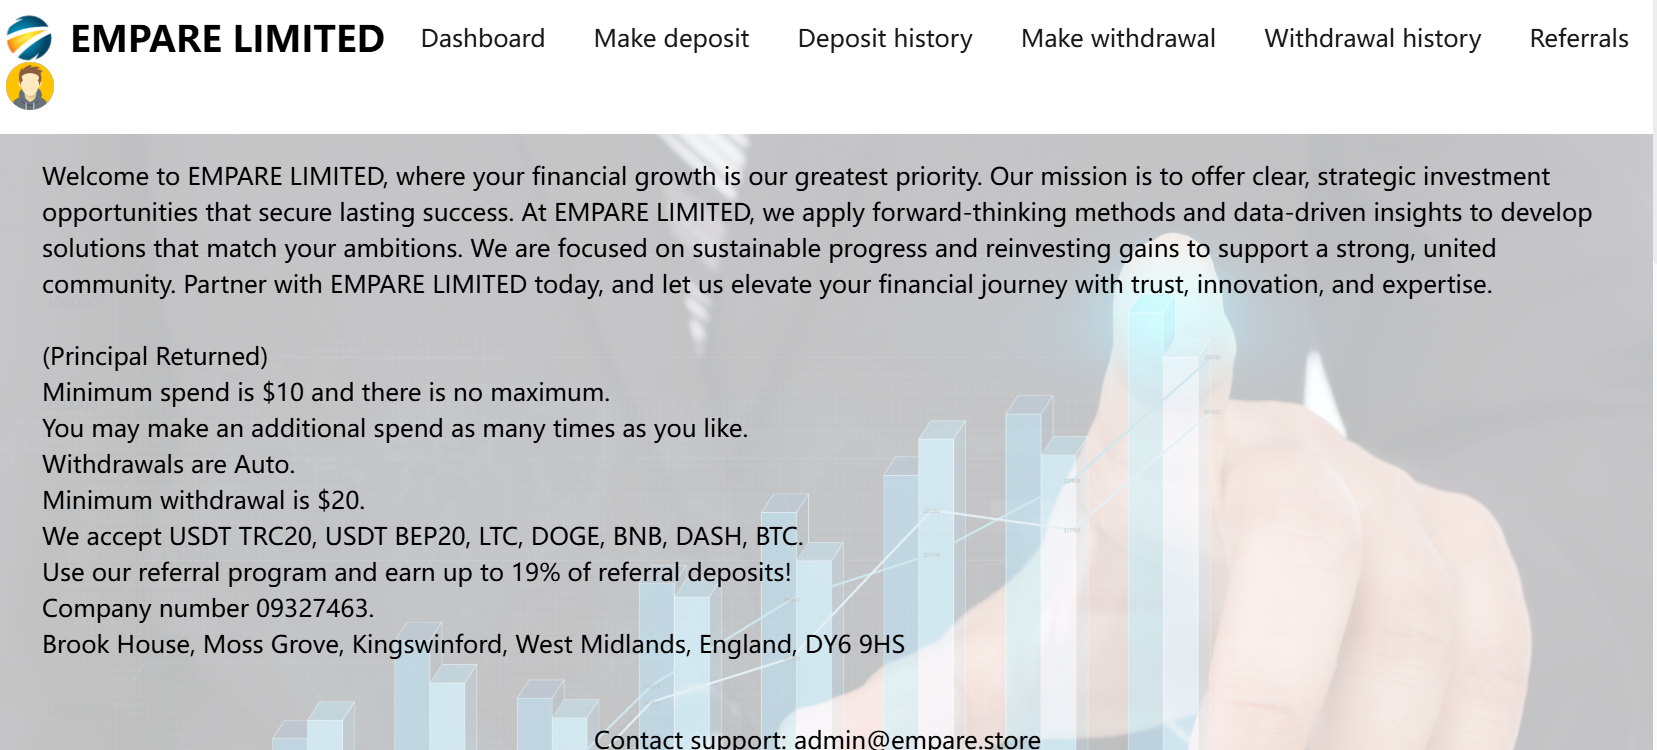 EMPARE LIMITED Dashboard Make deposit Deposit history Make withdrawal Withdrawal history Referrals
Welcome to EMPARE LIMITED, where your financial growth is our greatest priority. Our mission is to offer clear, strategic investment
opportunities that secure lasting success. At EMPARE LIMITED, we apply forward-thinking methods and data-driven insights to develop
solutions that match your ambitions. We are focused on sustainable progress and reinvesting gains to support a strong, united
community. Partner with EMPARE LIMITED today, and let us elevate your financial journey with trust, innovation, and expertise.
(Principal Returned)
Minimum spend is $10 and there is no maximum.
You may make an additional spend as many times as you like.
Withdrawals are Auto.
Minimum withdrawal is $20.
We accept USDT TRC20, USDT BEP20, LTC, DOGE, BNB, DASH, BTC.
Use our referral program and earn up to 19% of referral deposits!
Company number 09327463.
Brook House, Moss Grove, Kingswinford, West Midlands, England, DY6 9HS
Contact support: admin@empare.store